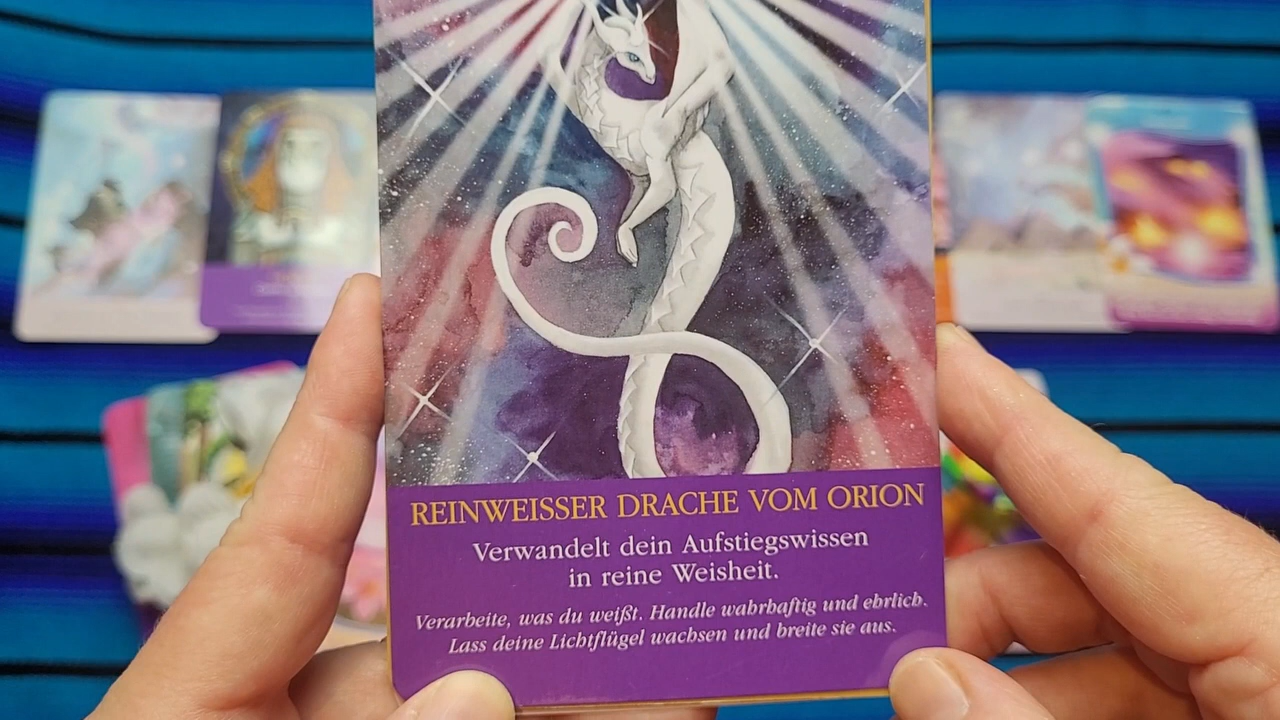 REINWEISSER DRACHE VOM ORION
Verwandelt dein Aufstiegswissen
in reine Weisheit.
Verarbeite, was du weißt. Handle wahrhaftig und ehrlich.
Lass deine Lichtflügel wachsen und breite sie aus.